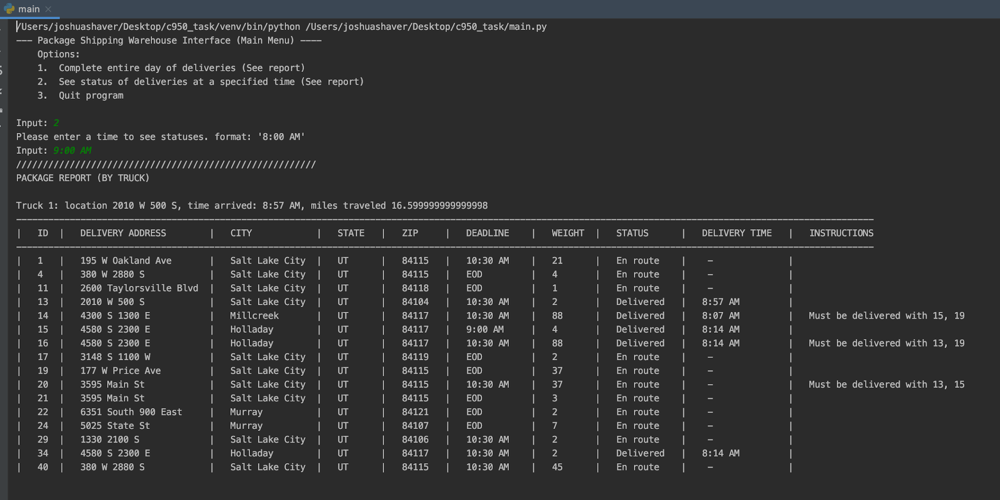 main
/Users/joshuashaver/Desktop/c950_task/venv/bin/python /Users/joshuashaver/Desktop/c950_task/main.py
--- Package Shipping Warehouse Interface (Main Menu) ----
Options:
1. Complete entire day of deliveries (See report)
2. See status of deliveries at a specified time (See report)
3. Quit program
Input: 2
Please enter a time to see statuses. format: '8:00 AM'
Input: 9:00 AM
////////////////////////////////////////////////////////
PACKAGE REPORT (BY TRUCK)
Truck 1: location 2010 W 500 S, time arrived: 8:57 AM, miles traveled 16.599999999999998
----------------------------------------------------------------------------------------------------------------------------------------------------------------
| ID | DELIVERY ADDRESS | CITY | STATE | ZIP | DEADLINE | WEIGHT | STATUS | DELIVERY TIME | INSTRUCTIONS
----------------------------------------------------------------------------------------------------------------------------------------------------------------
| 1 | 195 W Oakland Ave | Salt Lake City | UT | 84115 | 10:30 AM | 21 | En route | - |
| 4 | 380 W 2880 S | Salt Lake City | UT | 84115 | EOD | 4 | En route | - |
| 11 | 2600 Taylorsville Blvd | Salt Lake City | UT | 84118 | EOD | 1 | En route | - |
| 13 | 2010 W 500 S | Salt Lake City | UT | 84104 | 10:30 AM | 2 | Delivered | 8:57 AM |
| 14 | 4300 S 1300 E | Millcreek | UT | 84117 | 10:30 AM | 88 | Delivered | 8:07 AM | Must be delivered with 15, 19
| 15 | 4580 S 2300 E | Holladay | UT | 84117 | 9:00 AM | 4 | Delivered | 8:14 AM |
| 16 | 4580 S 2300 E | Holladay | UT | 84117 | 10:30 AM | 88 | Delivered | 8:14 AM | Must be delivered with 13, 19
| 17 | 3148 S 1100 W | Salt Lake City | UT | 84119 | EOD | 2 | En route | - |
| 19 | 177 W Price Ave | Salt Lake City | UT | 84115 | EOD | 37 | En route | - |
| 20 | 3595 Main St | Salt Lake City | UT | 84115 | 10:30 AM | 37 | En route | - | Must be delivered with 13, 15
| 21 | 3595 Main St | Salt Lake City | UT | 84115 | EOD | 3 | En route | - |
| 22 | 6351 South 900 East | Murray | UT | 84121 | EOD | 2 | En route | - |
| 24 | 5025 State St | Murray | UT | 84107 | EOD | 7 | En route | - |
| 29 | 1330 2100 S | Salt Lake City | UT | 84106 | 10:30 AM | 2 | En route | - |
| 34 | 4580 S 2300 E | Holladay | UT | 84117 | 10:30 AM | 2 | Delivered | 8:14 AM |
| 40 | 380 W 2880 S | Salt Lake City | UT | 84115 | 10:30 AM | 45 | En route | - |